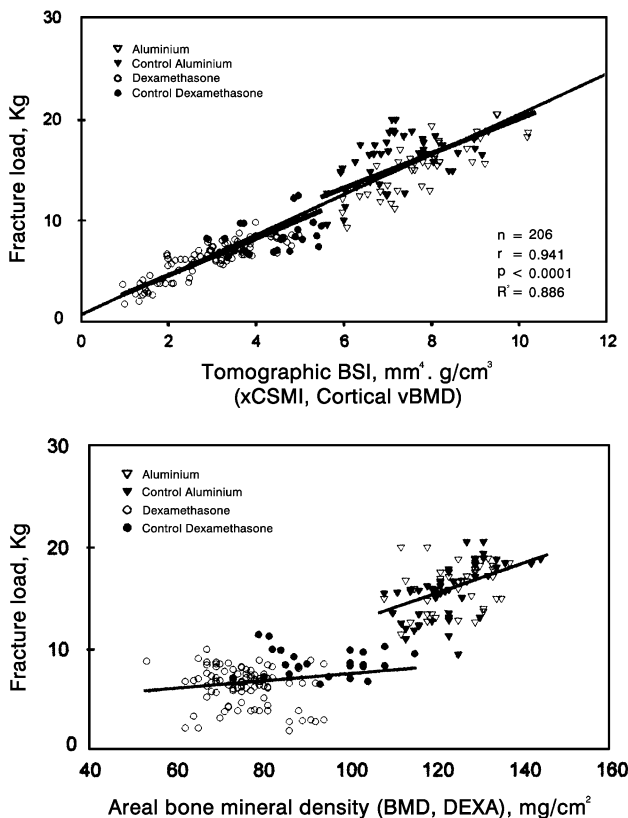 30
20
10
0
Fracture load, Kg
Aluminium
Control Aluminium
Dexamethasone
Control Dexamethasone
n = 206
r = 0.941
p < 0.0001
R² = 0.886
0 2 4 6 8 10 12
Tomographic BSI, mm⁴. g/cm³
(xCSMI, Cortical vBMD)
30
20
10
0
Fracture load, Kg
Aluminium
Control Aluminium
Dexamethasone
Control Dexamethasone
40 60 80 100 120 140 160
Areal bone mineral density (BMD, DEXA), mg/cm²